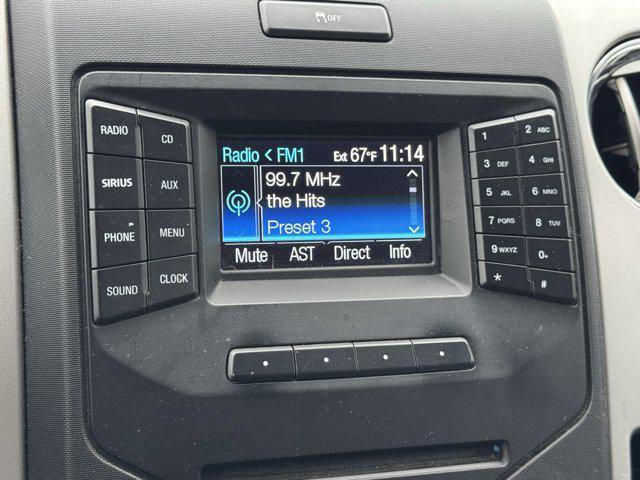 OFF
RADIO
CD
SIRIUS
AUX
PHONE
MENU
SOUND
CLOCK
Radio < FM1 Ext 67°F 11:14
99.7 MHz
the Hits
Preset 3
Mute AST Direct Info
1
2 ABC
3 DEF
4 GHI
5 JKL
6 MNO
7 PQRS
8 TUV
9 WXYZ
0+
*
#